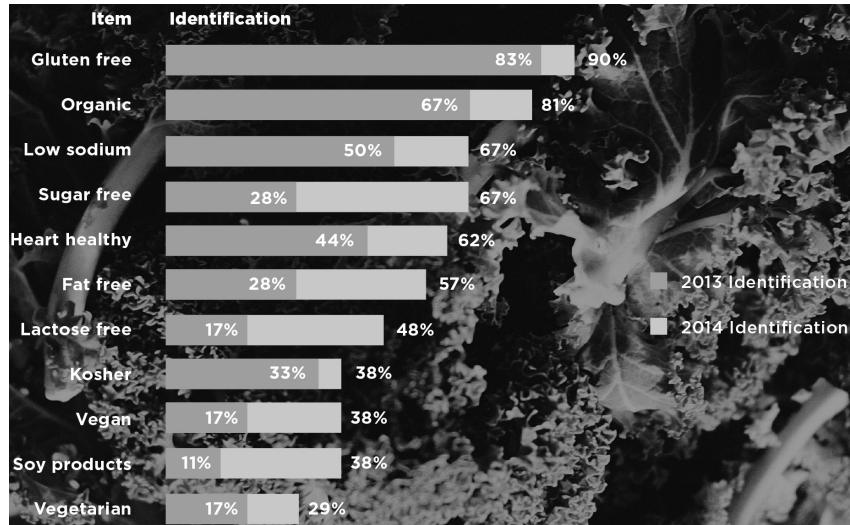 Item Identification
Gluten free 83% 90%
Organic 67% 81%
Low sodium 50% 67%
Sugar free 28% 67%
Heart healthy 44% 62%
Fat free 28% 57%
2013 Identification
Lactose free 17% 48%
2014 Identification
Kosher 33% 38%
Vegan 17% 38%
Soy products 11% 38%
Vegetarian 17% 29%